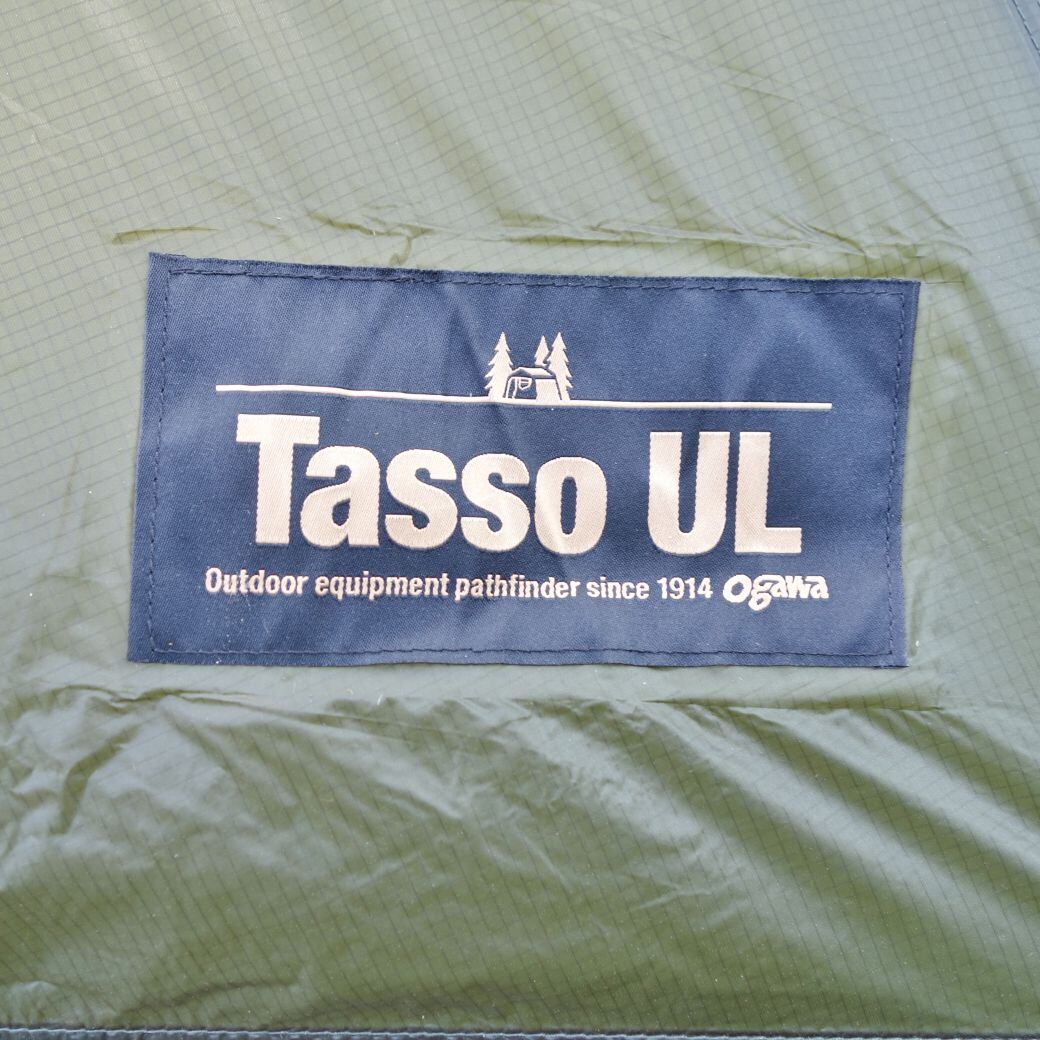 Tasso UL
Outdoor equipment pathfinder since 1914 Ogawa